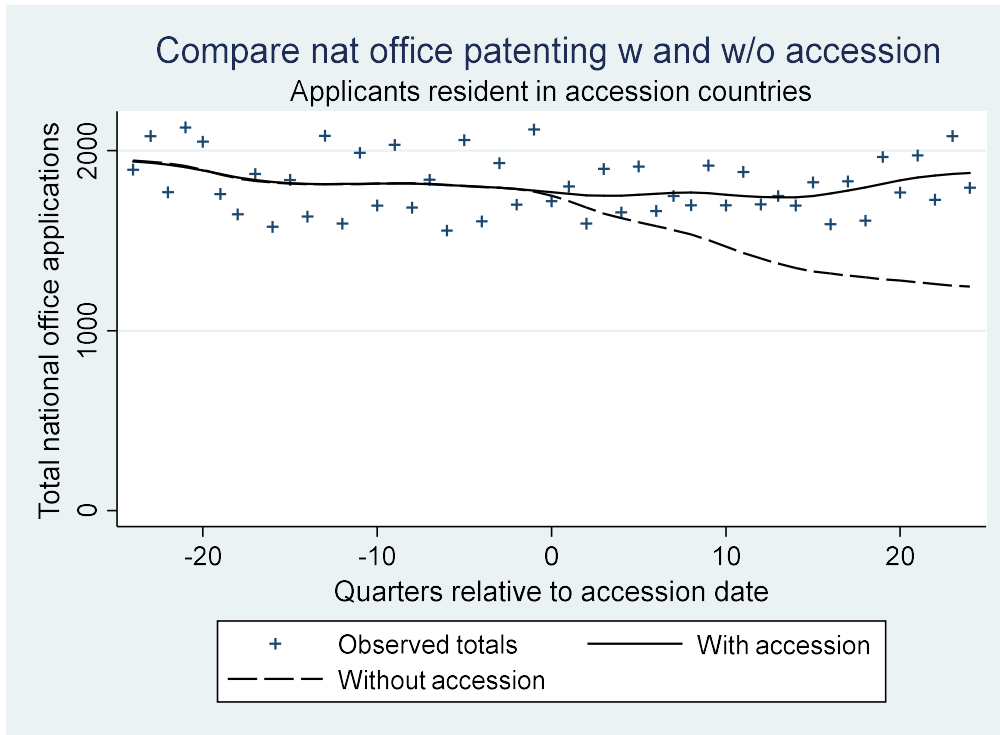 Compare nat office patenting w and w/o accession
Applicants resident in accession countries
Total national office applications
2000
1000
0
-20
-10
0
10
20
Quarters relative to accession date
Observed totals
With accession
Without accession